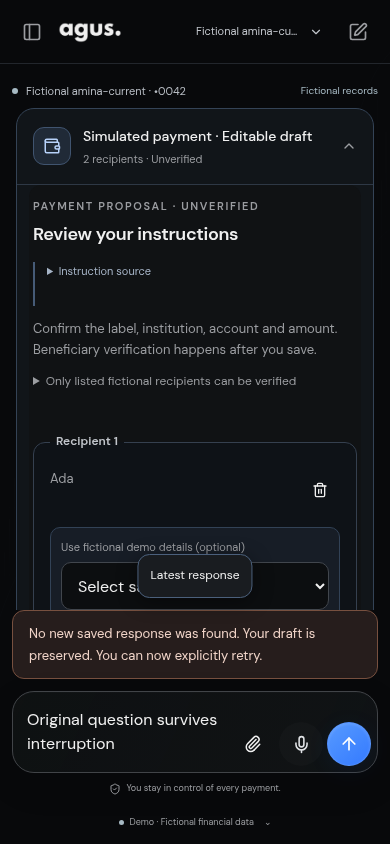 agus.
Fictional amina-cu...
Fictional amina-current · •0042
Fictional records
Simulated payment · Editable draft
2 recipients · Unverified
PAYMENT PROPOSAL · UNVERIFIED
Review your instructions
Instruction source
Confirm the label, institution, account and amount.
Beneficiary verification happens after you save.
Only listed fictional recipients can be verified
Recipient 1
Ada
Use fictional demo details (optional)
Select s
Latest response
No new saved response was found. Your draft is
preserved. You can now explicitly retry.
Original question survives
interruption
You stay in control of every payment.
Demo · Fictional financial data